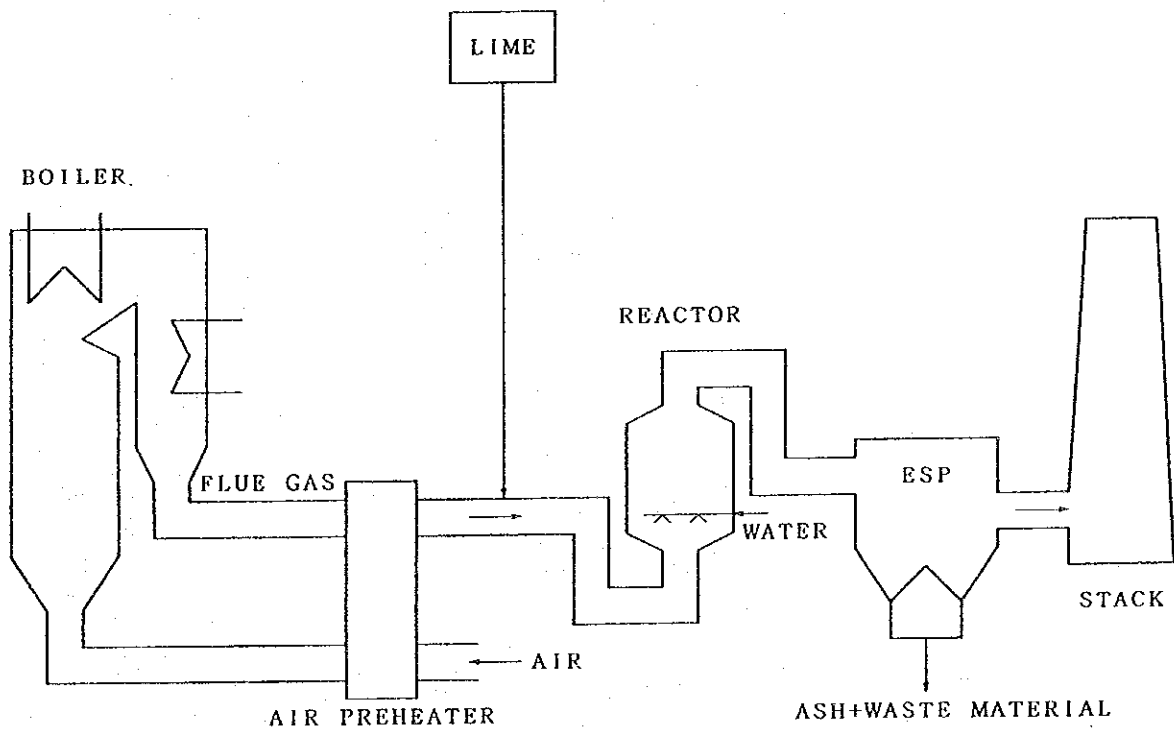 LIME
BOILER
REACTOR
FLUE GAS
ESP
WATER
STACK
AIR
AIR PREHEATER
ASH+WASTE MATERIAL